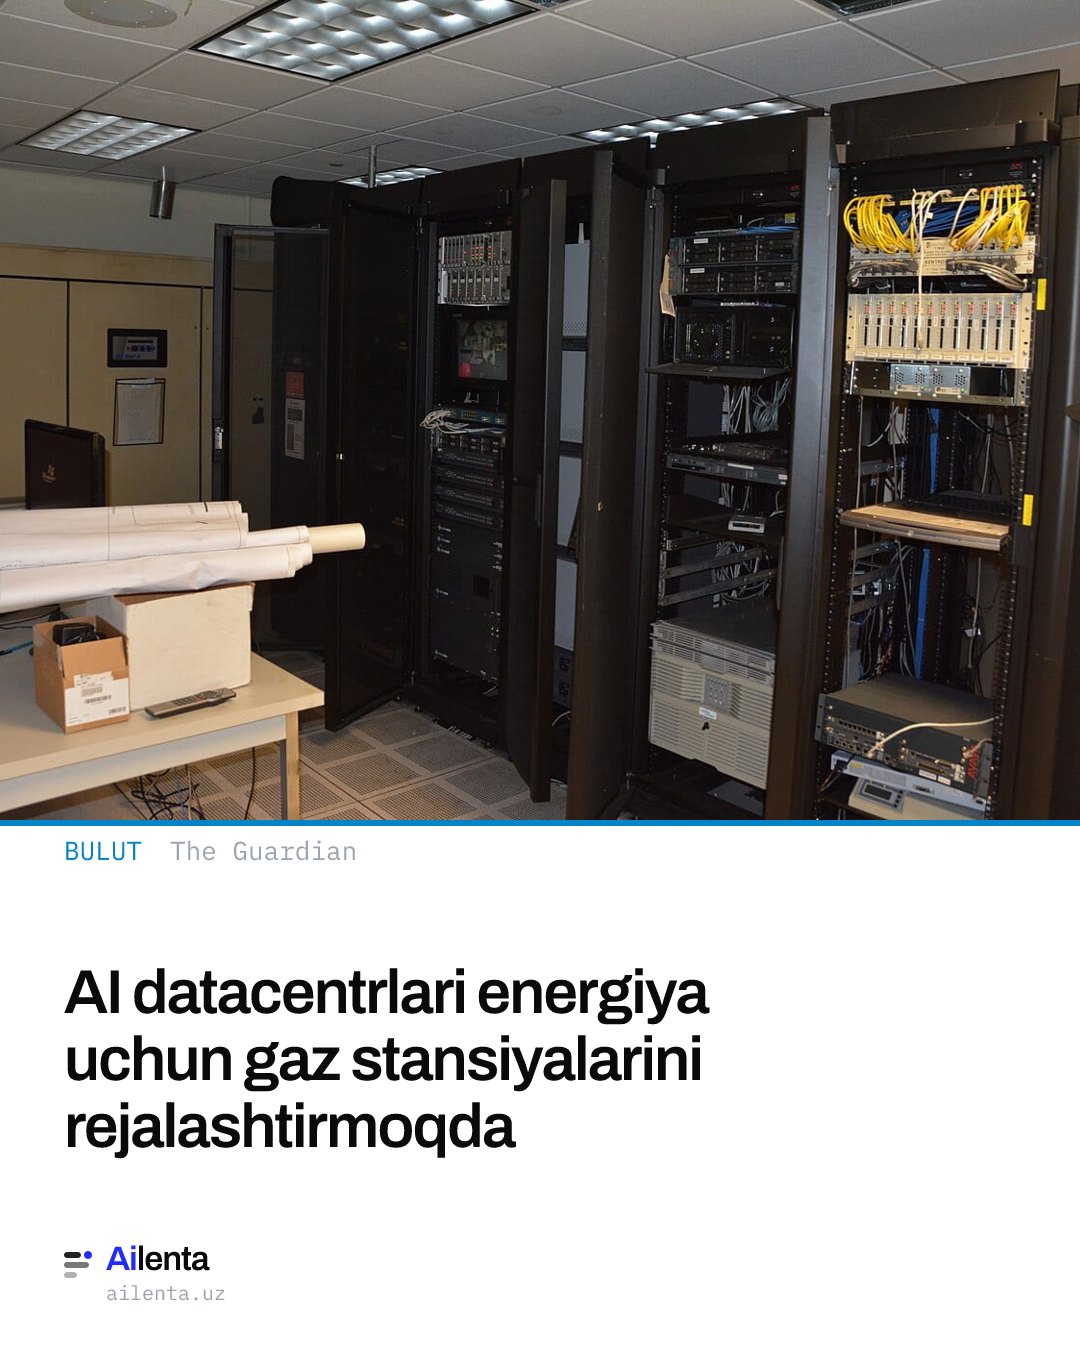 BULUT The Guardian
AI datacentrlari energiya
uchun gaz stansiyalarini
rejalashtirmoqda
Ailenta
ailenta.uz